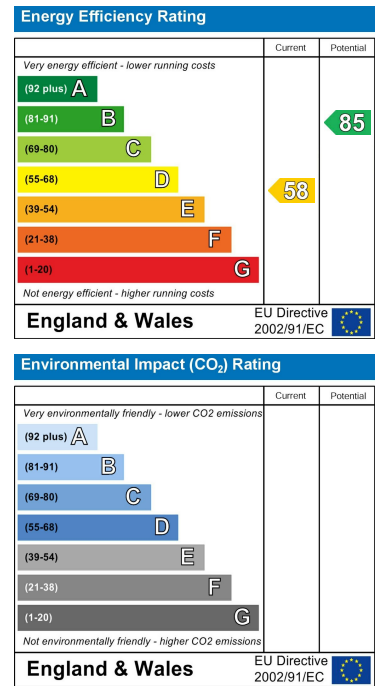 Energy Efficiency Rating
Current Potential
Very energy efficient - lower running costs
(92 plus) A
(81-91) B
85
(69-80) C
(55-68) D
58
(39-54) E
(21-38) F
(1-20) G
Not energy efficient - higher running costs
England & Wales
EU Directive
2002/91/EC
Environmental Impact (CO₂) Rating
Current Potential
Very environmentally friendly - lower CO2 emissions
(92 plus) A
(81-91) B
(69-80) C
(55-68) D
(39-54) E
(21-38) F
(1-20) G
Not environmentally friendly - higher CO2 emissions
England & Wales
EU Directive
2002/91/EC